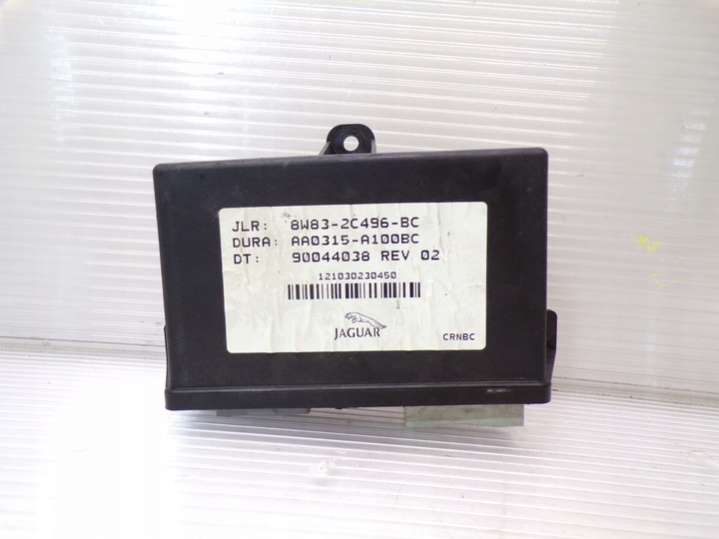 JLR: 8W83-2C496-BC
DURA: AA0315-A100BC
DT: 90044038 REV 02
121030230450
JAGUAR
CRNBC